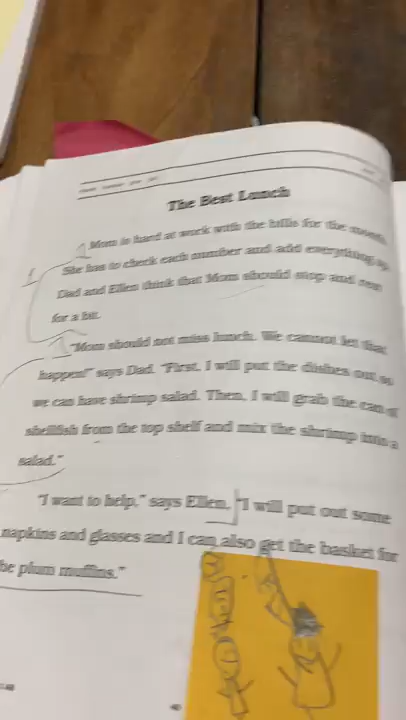 The Best Lunch
Mom is hard at work with the bills for the month.
She has to check each number and add everything up.
Dad and Ellen think that Mom should stop and rest
for a bit.
"Mom should not miss lunch. We cannot let that
happen!" says Dad. "First, I will put the dishes out so
we can have shrimp salad. Then, I will grab the can of
shellfish from the top shelf and mix the shrimp into a
salad."
"I want to help," says Ellen. "I will put out some
napkins and glasses and I can also get the basket for
he plum muffins."